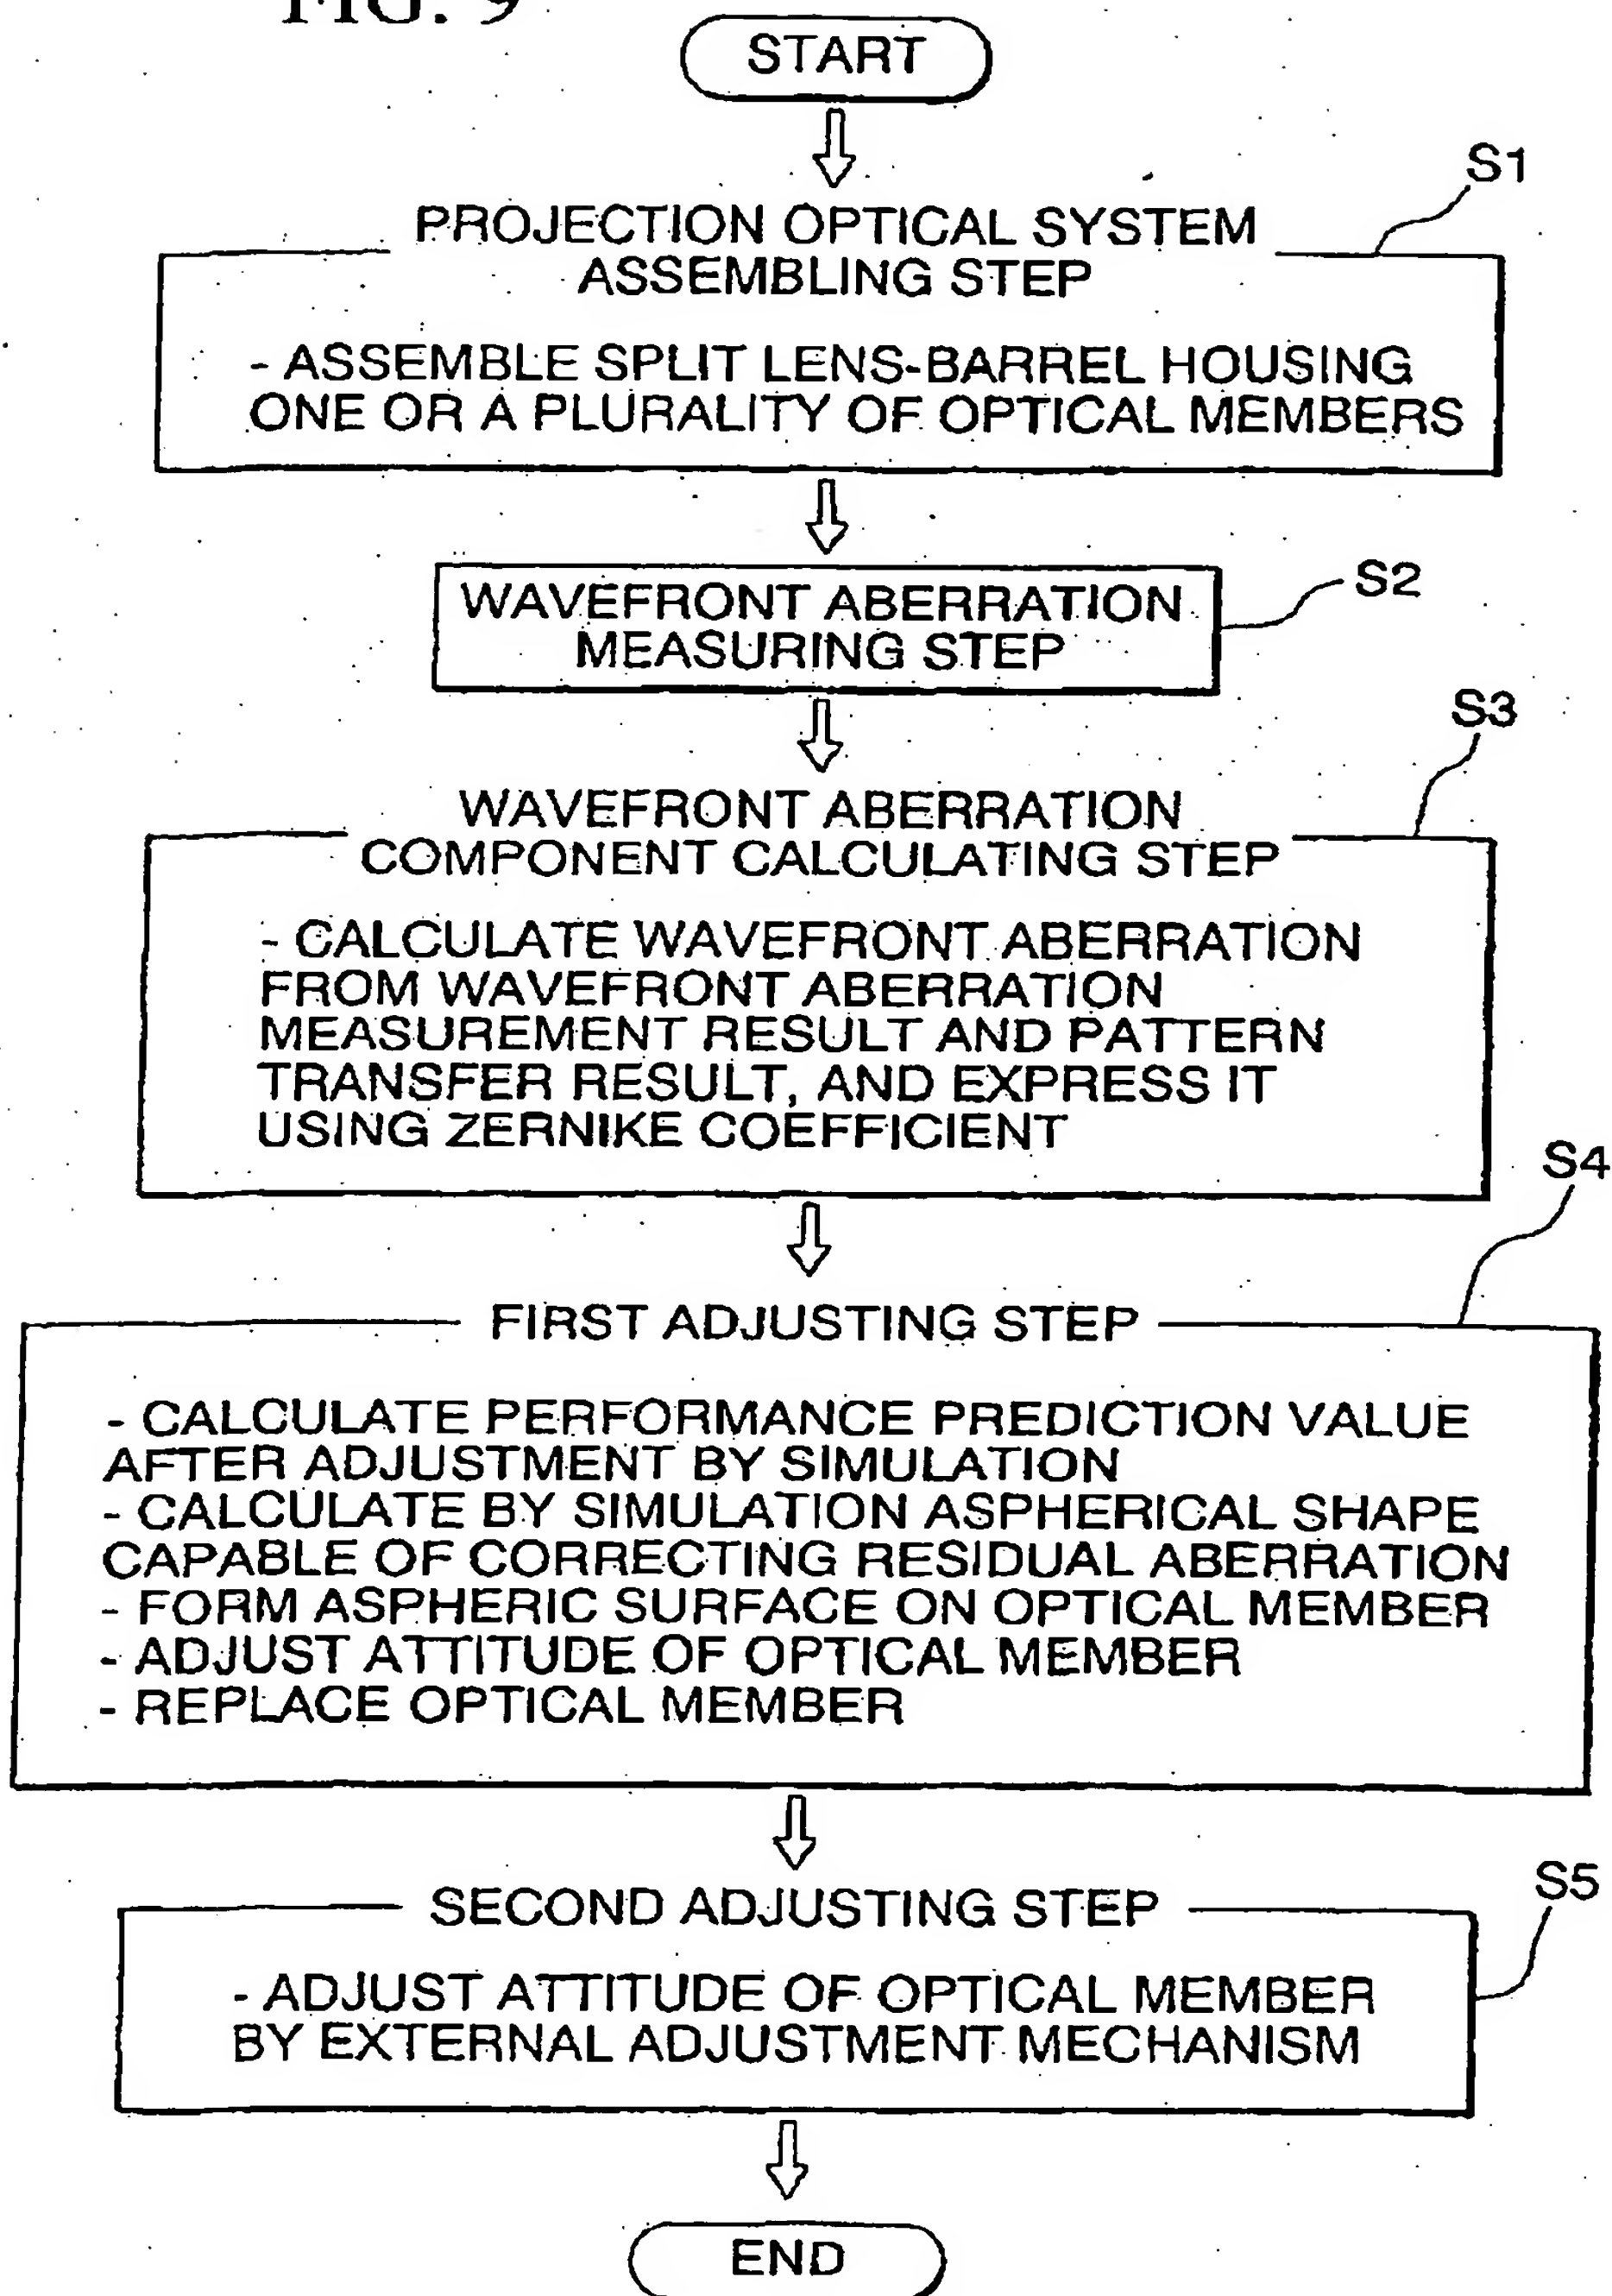 FIG. 9
START
S1
PROJECTION OPTICAL SYSTEM
ASSEMBLING STEP
- ASSEMBLE SPLIT LENS-BARREL HOUSING
ONE OR A PLURALITY OF OPTICAL MEMBERS
S2
WAVEFRONT ABERRATION
MEASURING STEP
S3
WAVEFRONT ABERRATION
COMPONENT CALCULATING STEP
- CALCULATE WAVEFRONT ABERRATION
FROM WAVEFRONT ABERRATION
MEASUREMENT RESULT AND PATTERN
TRANSFER RESULT, AND EXPRESS IT
USING ZERNIKE COEFFICIENT
S4
FIRST ADJUSTING STEP
- CALCULATE PERFORMANCE PREDICTION VALUE
AFTER ADJUSTMENT BY SIMULATION
- CALCULATE BY SIMULATION ASPHERICAL SHAPE
CAPABLE OF CORRECTING RESIDUAL ABERRATION
- FORM ASPHERIC SURFACE ON OPTICAL MEMBER
- ADJUST ATTITUDE OF OPTICAL MEMBER
- REPLACE OPTICAL MEMBER
S5
SECOND ADJUSTING STEP
- ADJUST ATTITUDE OF OPTICAL MEMBER
BY EXTERNAL ADJUSTMENT MECHANISM
END